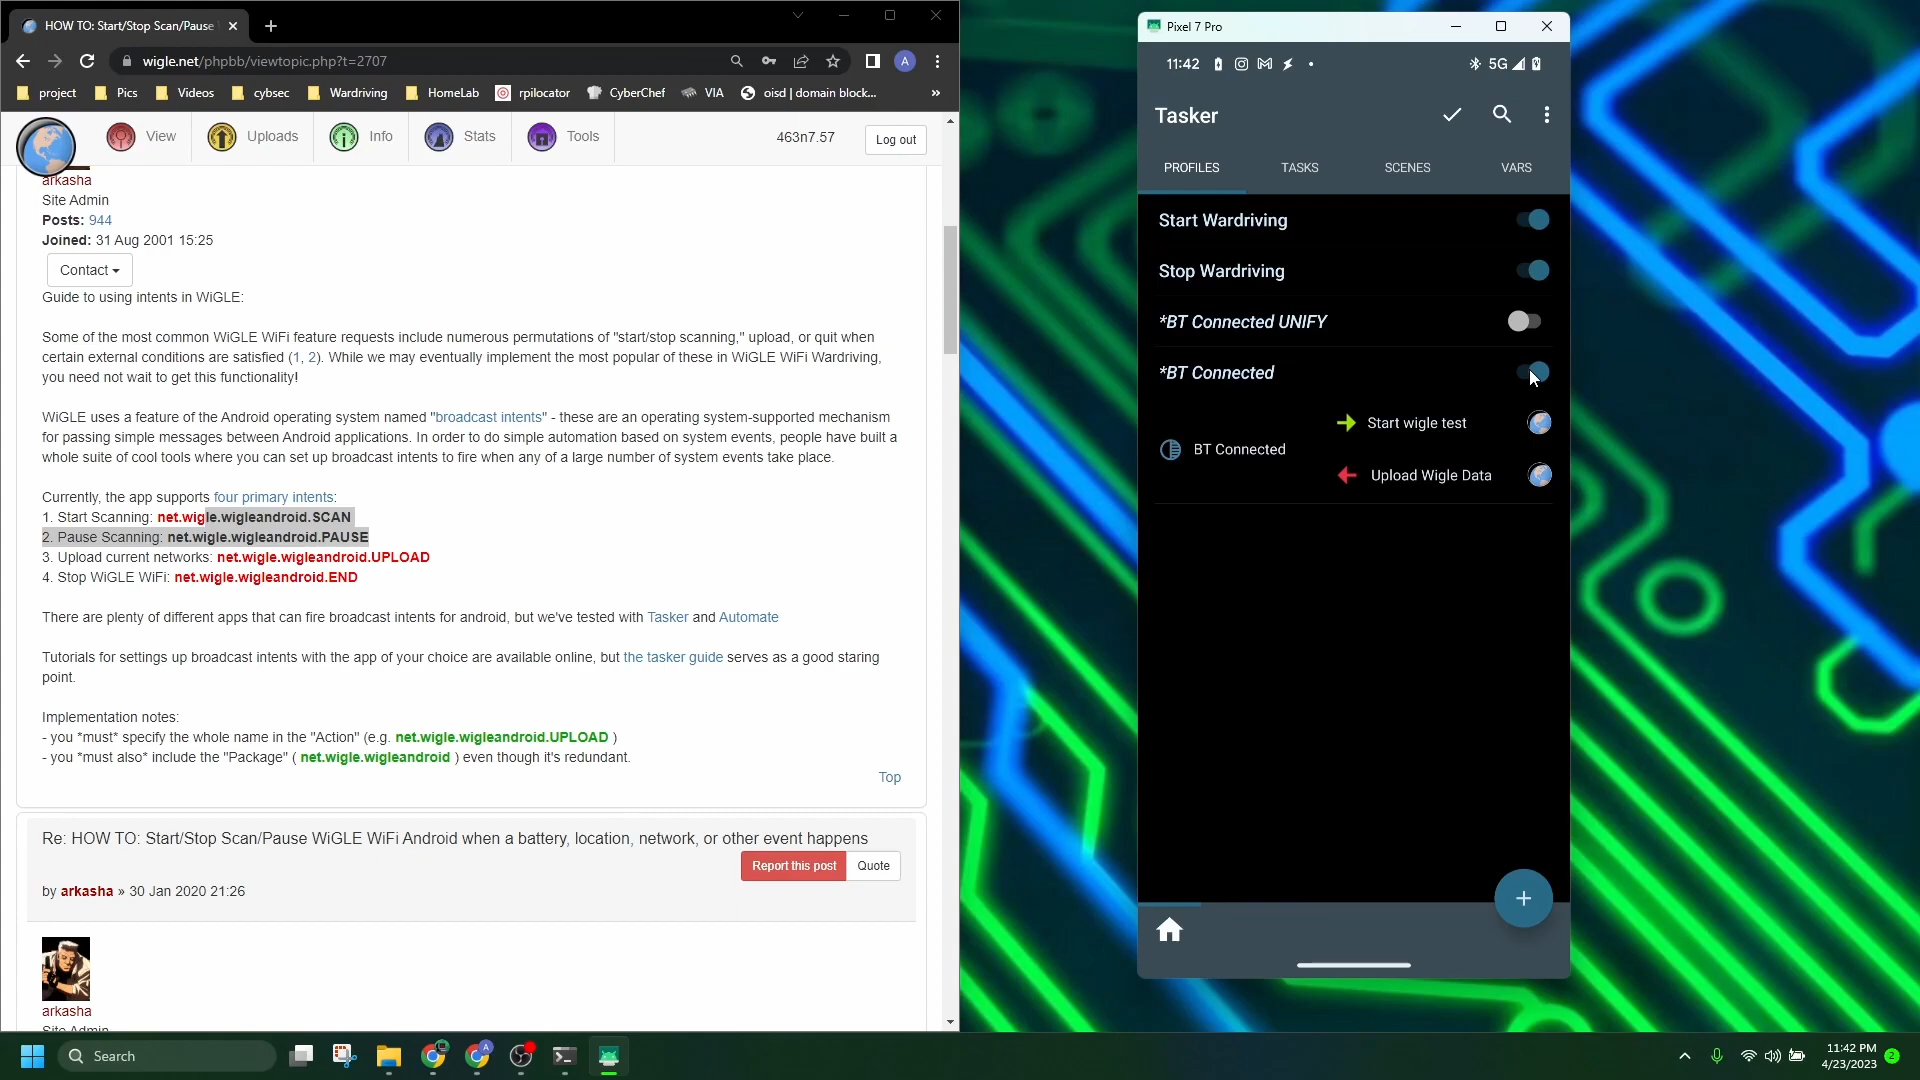 HOW TO: Start/Stop Scan/Pause
wigle.net/phpbb/viewtopic.php?t=2707
A
project
Pics
Videos
cybsec
Wardriving
HomeLab
rpilocator
CyberChef
VIA
oisd | domain block...
»
View
Uploads
Info
Stats
Tools
463n7.57
Log out
arkasha
Site Admin
Posts: 944
Joined: 31 Aug 2001 15:25
Contact
Guide to using intents in WiGLE:
Some of the most common WiGLE WiFi feature requests include numerous permutations of "start/stop scanning," upload, or quit when
certain external conditions are satisfied (1, 2). While we may eventually implement the most popular of these in WiGLE WiFi Wardriving,
you need not wait to get this functionality!
WiGLE uses a feature of the Android operating system named "broadcast intents" - these are an operating system-supported mechanism
for passing simple messages between Android applications. In order to do simple automation based on system events, people have built a
whole suite of cool tools where you can set up broadcast intents to fire when any of a large number of system events take place.
Currently, the app supports four primary intents:
1. Start Scanning: net.wigle.wigleandroid.SCAN
2. Pause Scanning: net.wigle.wigleandroid.PAUSE
3. Upload current networks: net.wigle.wigleandroid.UPLOAD
4. Stop WiGLE WiFi: net.wigle.wigleandroid.END
There are plenty of different apps that can fire broadcast intents for android, but we've tested with Tasker and Automate
Tutorials for settings up broadcast intents with the app of your choice are available online, but the tasker guide serves as a good staring
point.
Implementation notes:
- you *must* specify the whole name in the "Action" (e.g. net.wigle.wigleandroid.UPLOAD )
- you *must also* include the "Package" ( net.wigle.wigleandroid ) even though it's redundant.
Top
Re: HOW TO: Start/Stop Scan/Pause WiGLE WiFi Android when a battery, location, network, or other event happens
Report this post
Quote
by arkasha » 30 Jan 2020 21:26
arkasha
Site Admin
Pixel 7 Pro
11:42
5G
Tasker
PROFILES
TASKS
SCENES
VARS
Start Wardriving
Stop Wardriving
*BT Connected UNIFY
*BT Connected
Start wigle test
BT Connected
Upload Wigle Data
Search
A
11:42 PM
4/23/2023
2